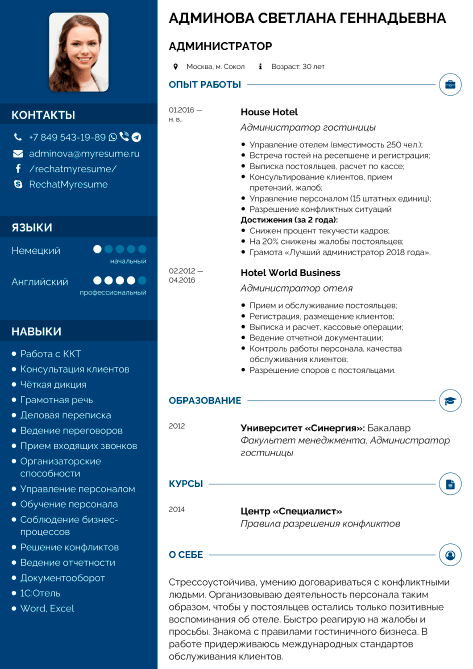 АДМИНОВА СВЕТЛАНА ГЕННАДЬЕВНА
АДМИНИСТРАТОР
Москва, м. Сокол
Возраст: 30 лет
КОНТАКТЫ
+7 849 543-19-89
adminova@myresume.ru
/rechatmyresume/
RechatMyresume
ЯЗЫКИ
Немецкий
начальный
Английский
профессиональный
НАВЫКИ
Работа с ККТ
Консультация клиентов
Чёткая дикция
Грамотная речь
Деловая переписка
Ведение переговоров
Прием входящих звонков
Организаторские
способности
Управление персоналом
Обучение персонала
Соблюдение бизнес-
процессов
Решение конфликтов
Ведение отчетности
Документооборот
1С:Отель
Word, Excel
ОПЫТ РАБОТЫ
01.2016 —
н. в.,
House Hotel
Администратор гостиницы
Управление отелем (вместимость 250 чел.);
Встреча гостей на ресепшене и регистрация;
Выписка постояльцев, расчет по кассе;
Консультирование клиентов, прием
претензий, жалоб;
Управление персоналом (15 штатных единиц);
Разрешение конфликтных ситуаций
Достижения (за 2 года):
Снижен процент текучести кадров;
На 20% снижены жалобы постояльцев;
Грамота «Лучший администратор 2018 года».
02.2012 —
04.2016
Hotel World Business
Администратор отеля
Прием и обслуживание постояльцев;
Регистрация, размещение клиентов;
Выписка и расчет, кассовые операции;
Ведение отчетной документации;
Контроль работы персонала, качества
обслуживания клиентов;
Разрешение споров с постояльцами.
ОБРАЗОВАНИЕ
2012
Университет «Синергия»: Бакалавр
Факультет менеджмента, Администратор
гостиницы
КУРСЫ
2014
Центр «Специалист»
Правила разрешения конфликтов
О СЕБЕ
Стрессоустойчива, умению договариваться с конфликтными
людьми. Организовываю деятельность персонала таким
образом, чтобы у постояльцев остались только позитивные
воспоминания об отеле. Быстро реагирую на жалобы и
просьбы. Знакома с правилами гостиничного бизнеса. В
работе придерживаюсь международных стандартов
обслуживания клиентов.